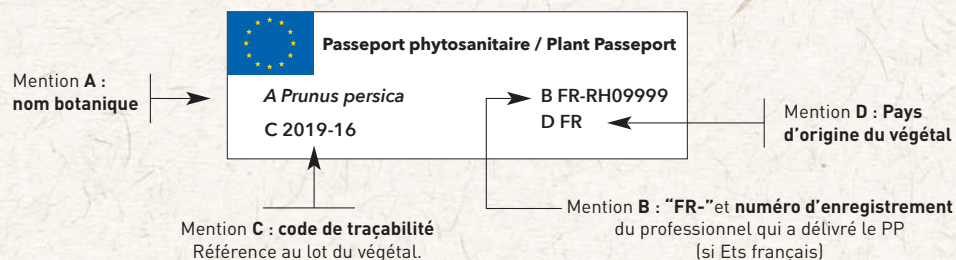 Passeport phytosanitaire / Plant Passeport
Mention A :
nom botanique
A Prunus persica
C 2019-16
B FR-RH09999
D FR
Mention D : Pays
d'origine du végétal
Mention C : code de traçabilité
Référence au lot du végétal.
Mention B : "FR-"et numéro d'enregistrement
du professionnel qui a délivré le PP
(si Ets français)